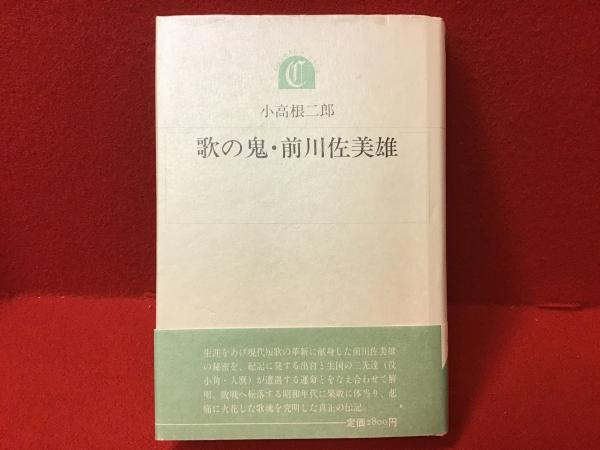 C
小高根二郎
歌の鬼・前川佐美雄
生涯をあげ現代短歌の革新に献身した前川佐美雄
の秘密を、紀記に発する出自と生国の二先達（役
小角・人麿）が遭遇する運命とをなえ合わせて解
明、敗戦へ転落する昭和年代に果敢に体当り、悲
痛に火花した歌魂を究明した真正の伝記。
定価2800円